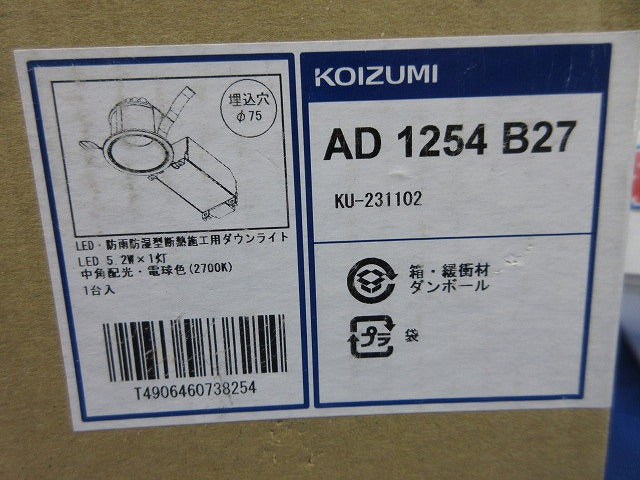 埋込穴
φ75
LED・防雨防湿型断熱施工用ダウンライト
LED 5.2W×1灯
中角配光・電球色(2700K)
1台入
T4906460738254
KOIZUMI
AD 1254 B27
KU-231102
箱・緩衝材
ダンボール
プラ
袋